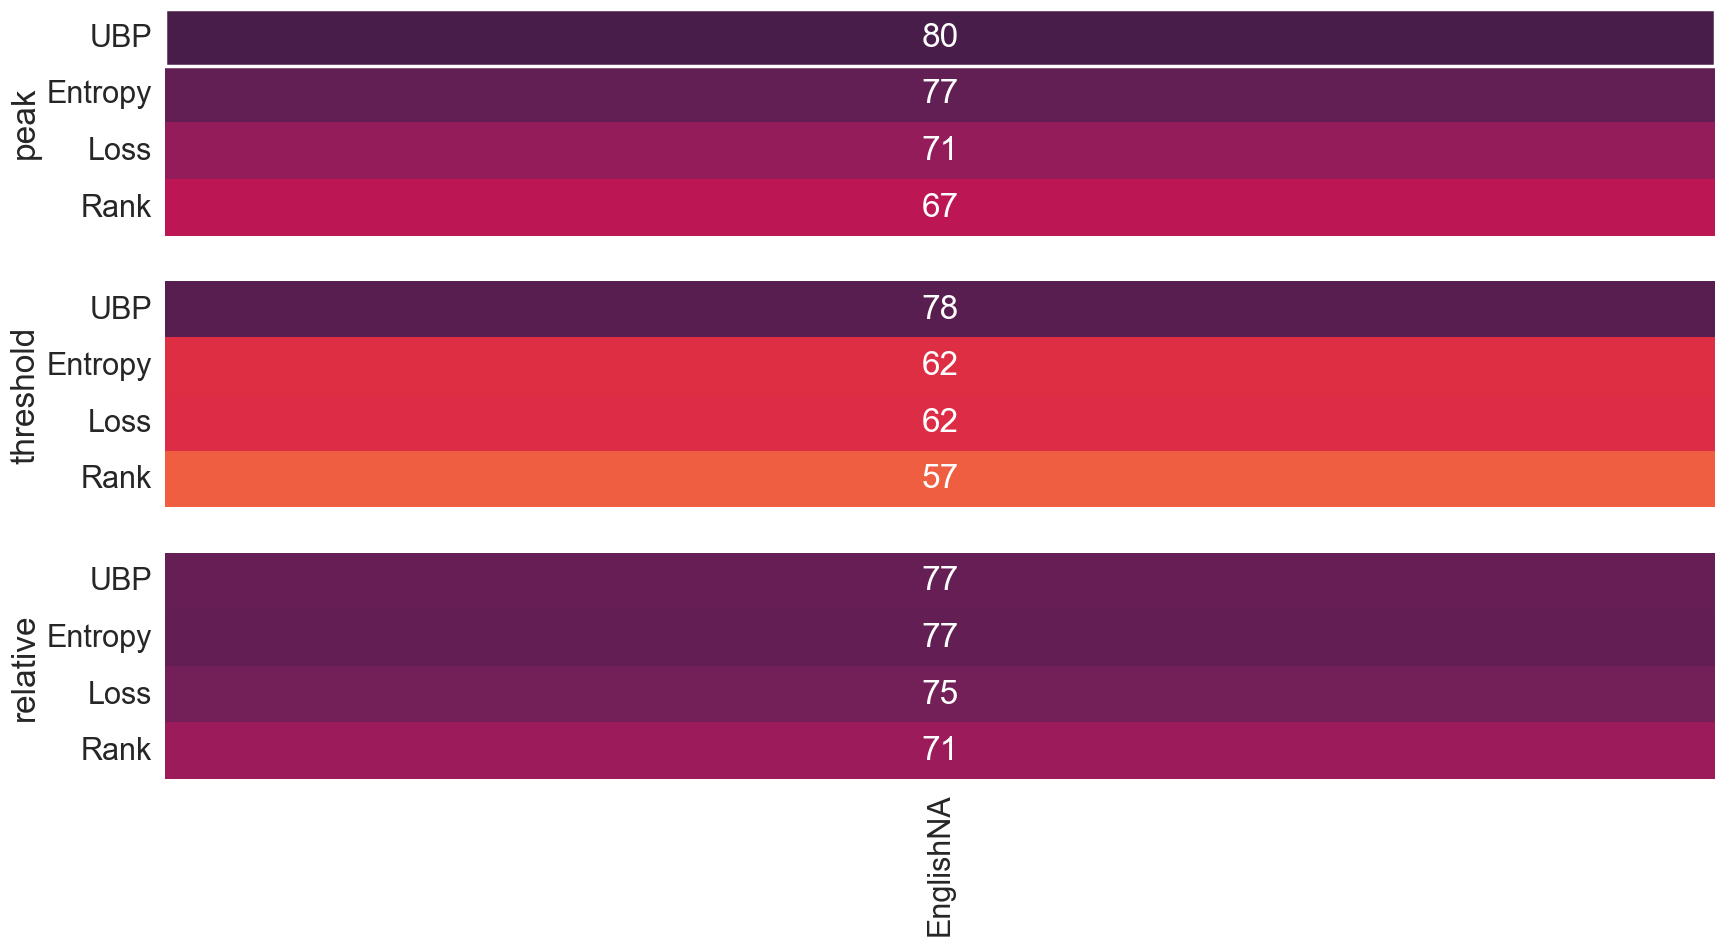 peak
UBP 80
Entropy 77
Loss 71
Rank 67
threshold
UBP 78
Entropy 62
Loss 62
Rank 57
relative
UBP 77
Entropy 77
Loss 75
Rank 71
EnglishNA